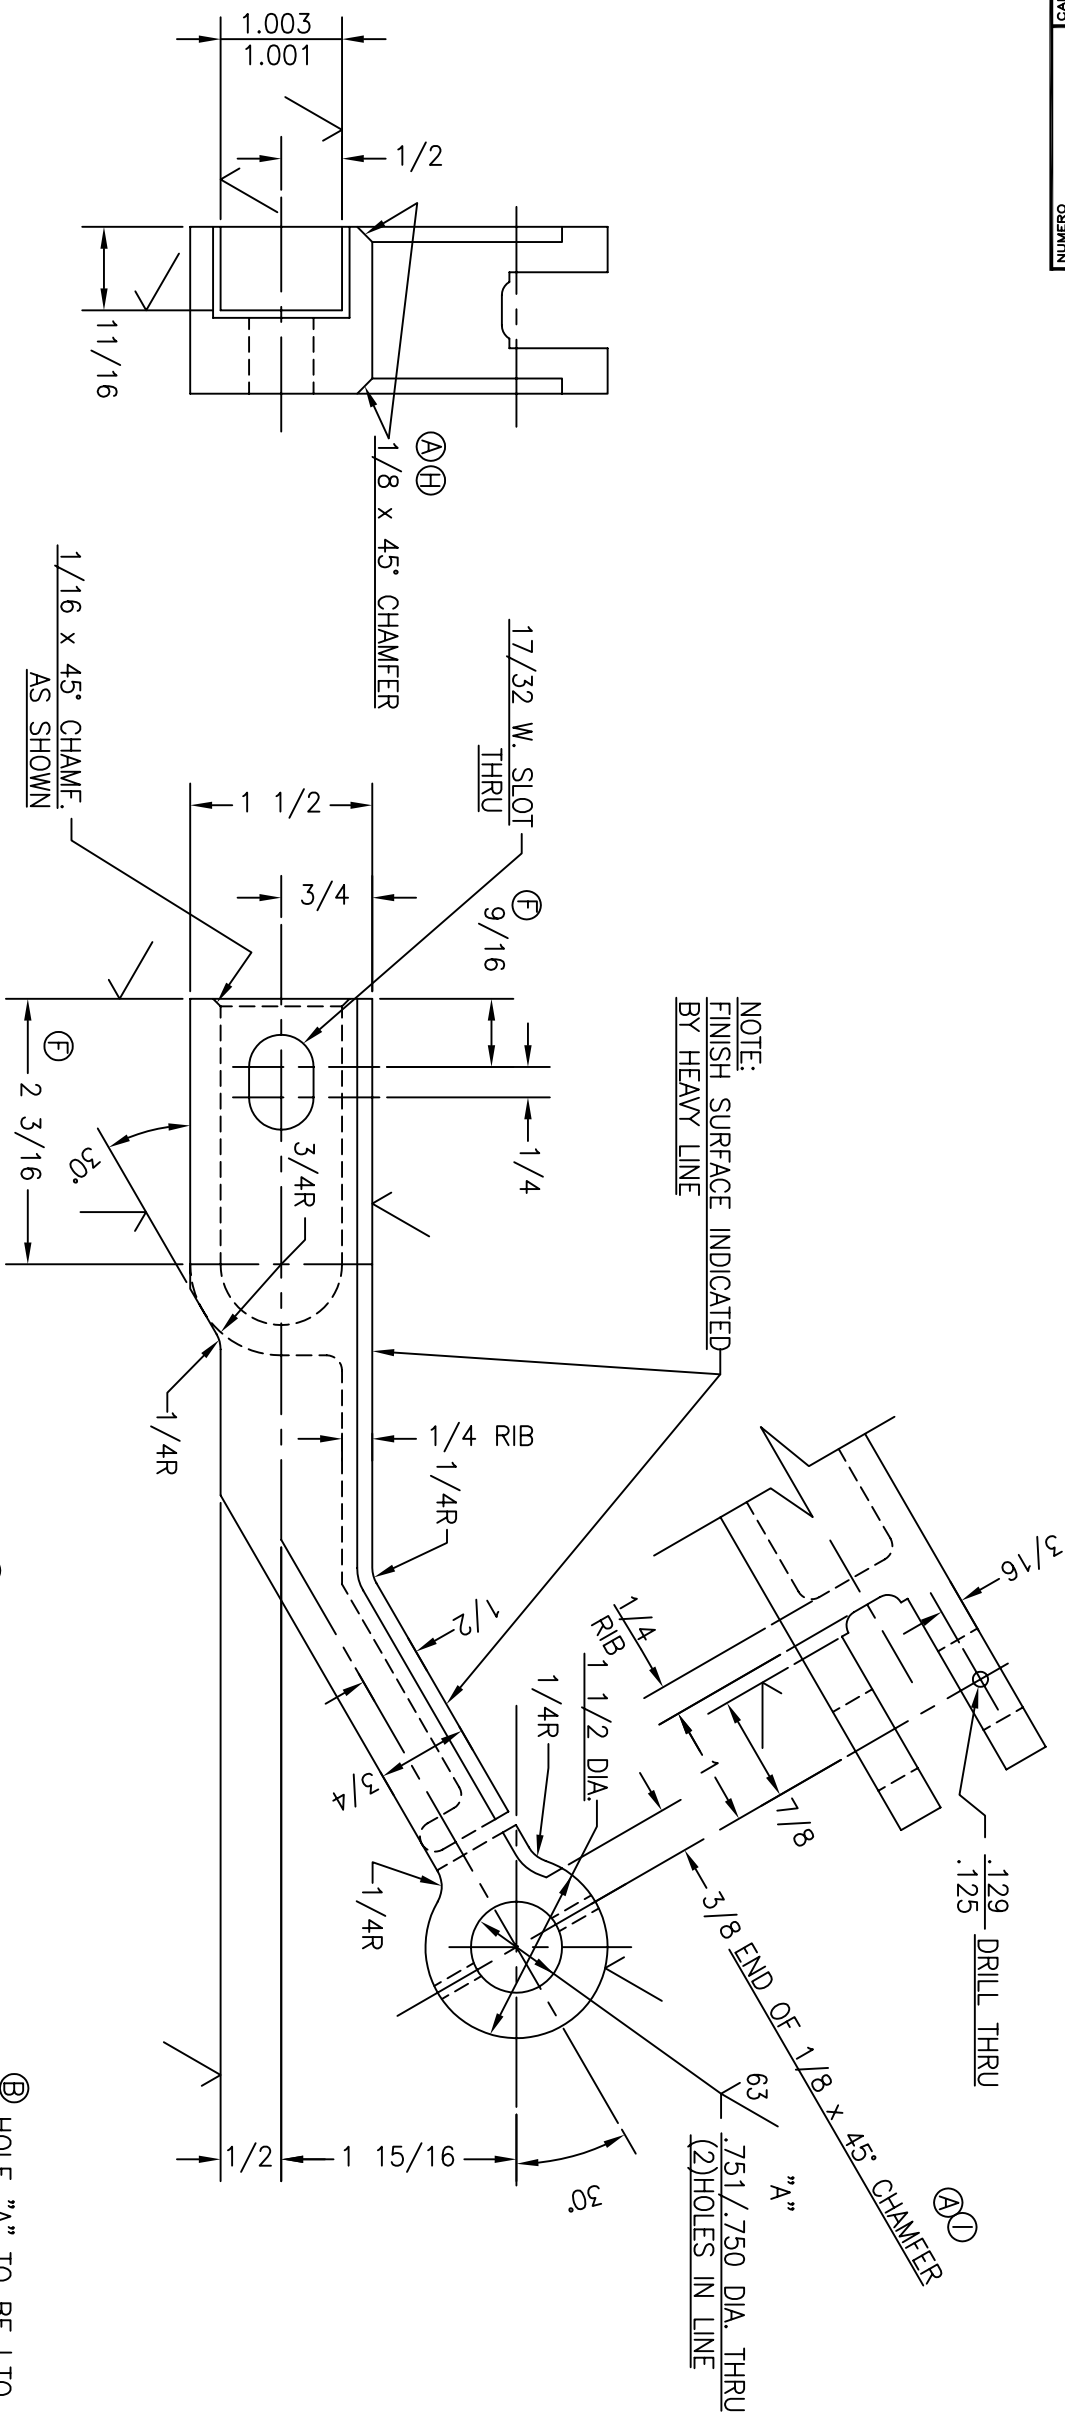 NUMERO
1.003
1.001
1/2
11/16
Ⓐ Ⓗ
1/8 x 45° CHAMFER
1/16 x 45° CHAMF.
AS SHOWN
17/32 W. SLOT
THRU
1 1/2
3/4
Ⓕ
9/16
1/4
Ⓕ
2 3/16
30°
3/4R
1/4R
NOTE:
FINISH SURFACE INDICATED
BY HEAVY LINE
1/4 RIB
1/4R
1/2
3/4
1/4
RIB
1 1/2 DIA.
1/4R
1/4R
3/16
1
7/8
.129
.125
DRILL THRU
3/8 END OF 1/8 x 45° CHAMFER
Ⓐ Ⓘ
63
"A"
.751/.750 DIA. THRU
(2)HOLES IN LINE
30°
1/2
1 15/16
Ⓑ HOLE "A" TO BE